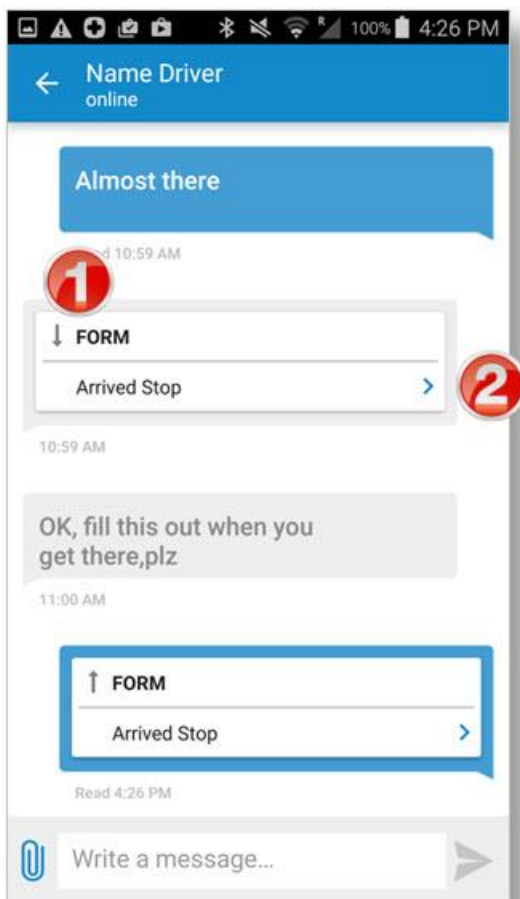 100% 4:26 PM
Name Driver
online
Almost there
10:59 AM
1
FORM
Arrived Stop
2
10:59 AM
OK, fill this out when you
get there,plz
11:00 AM
FORM
Arrived Stop
Read 4:26 PM
Write a message...